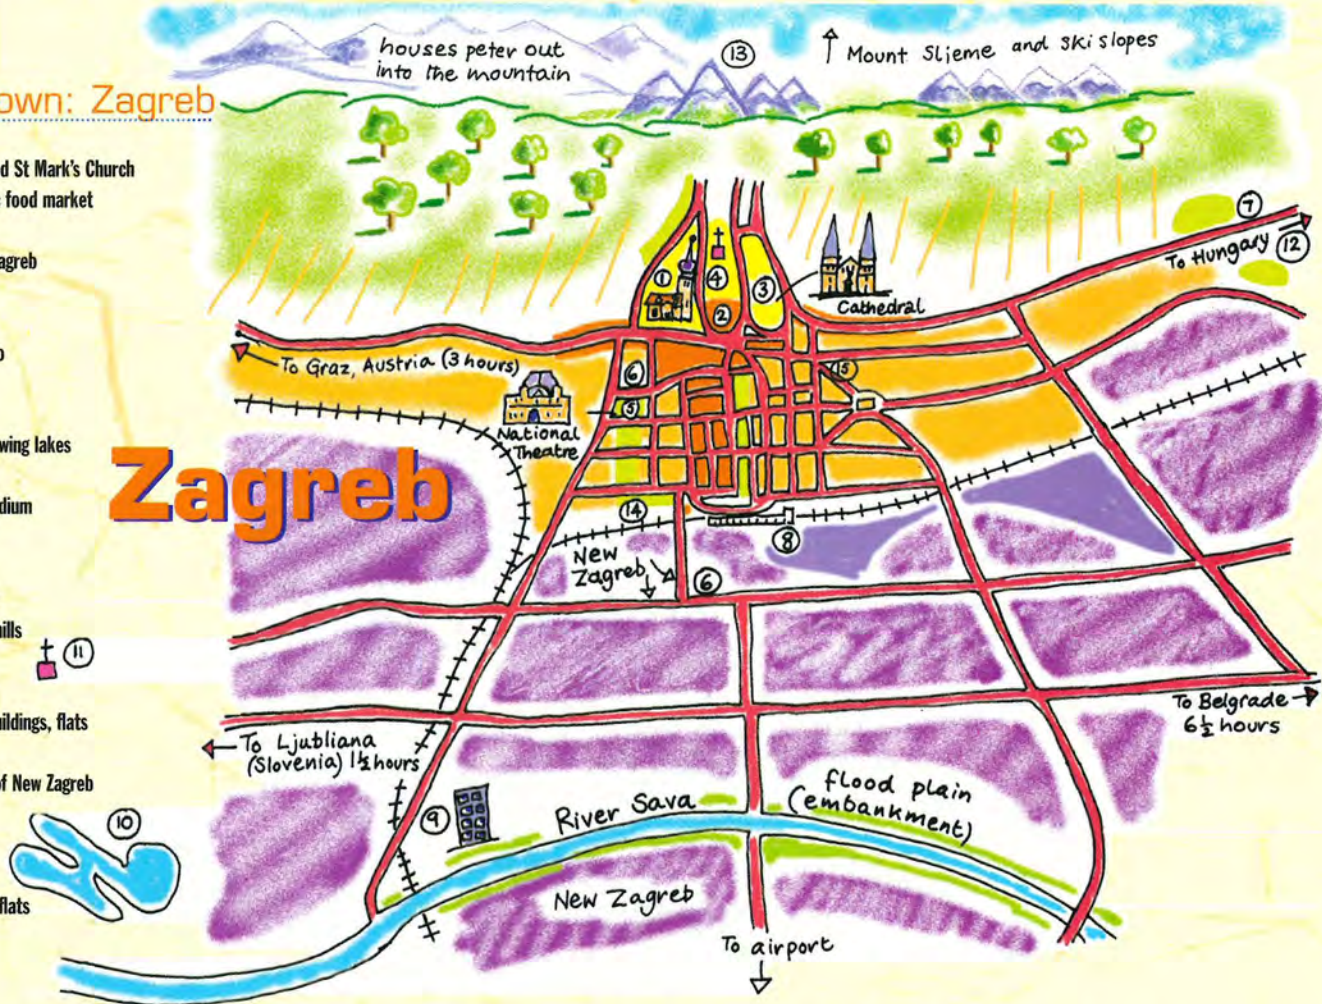 own: Zagreb
d St Mark's Church
food market
agreb
wing lakes
dium
hills
uildings, flats
of New Zagreb
flats
houses peter out
into the mountain
13
Mount Sljeme and ski slopes
7
To Hungary
12
1
4
3
2
Cathedral
To Graz, Austria (3 hours)
6
15
5
National
Theatre
Zagreb
14
8
New
Zagreb
6
11
To Belgrade
6½ hours
To Ljubliana
(Slovenia) 1½ hours
10
9
River Sava
flood plain
(embankment)
New Zagreb
To airport